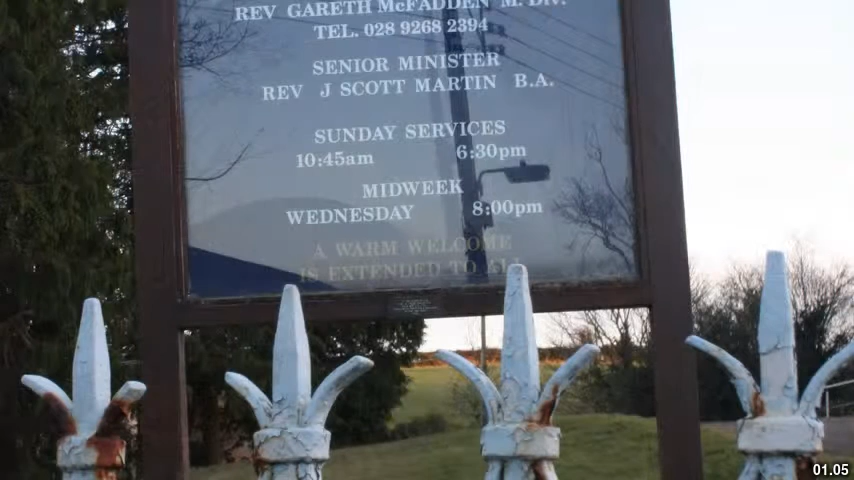 REV GARETH McFADDEN M. DIV.
TEL. 028 9268 2394
SENIOR MINISTER
REV J SCOTT MARTIN B.A.
SUNDAY SERVICES
10:45am 6:30pm
MIDWEEK
WEDNESDAY 8:00pm
A WARM WELCOME
IS EXTENDED TO ALL
01.05